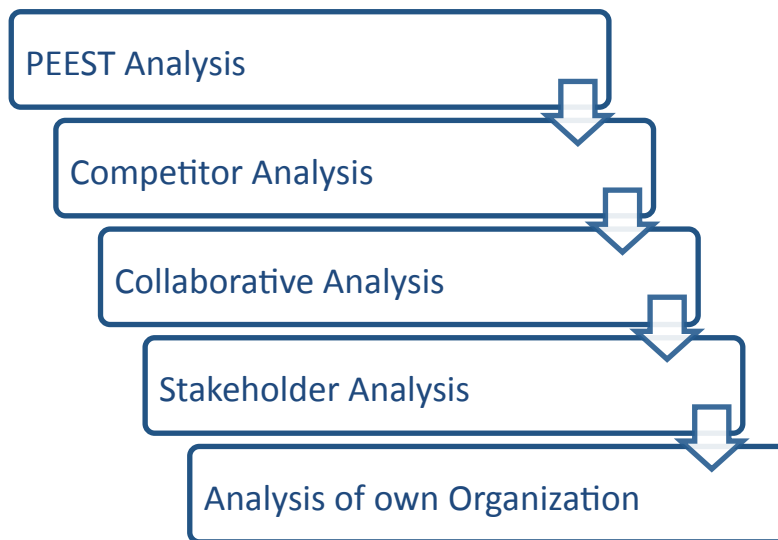 PEEST Analysis
Competitor Analysis
Collaborative Analysis
Stakeholder Analysis
Analysis of own Organization